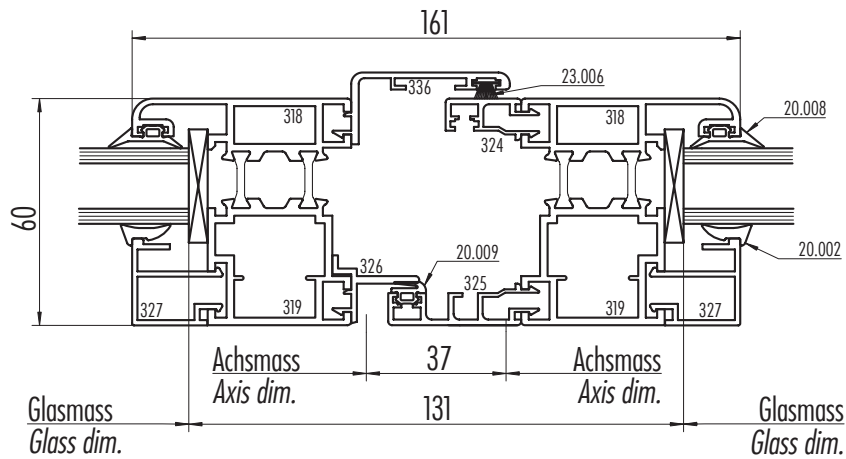 161
336
23.006
20.008
318
318
324
60
326
20.009
325
20.002
327
319
319
327
Achsmass
Axis dim.
37
Achsmass
Axis dim.
Glasmass
Glass dim.
131
Glasmass
Glass dim.